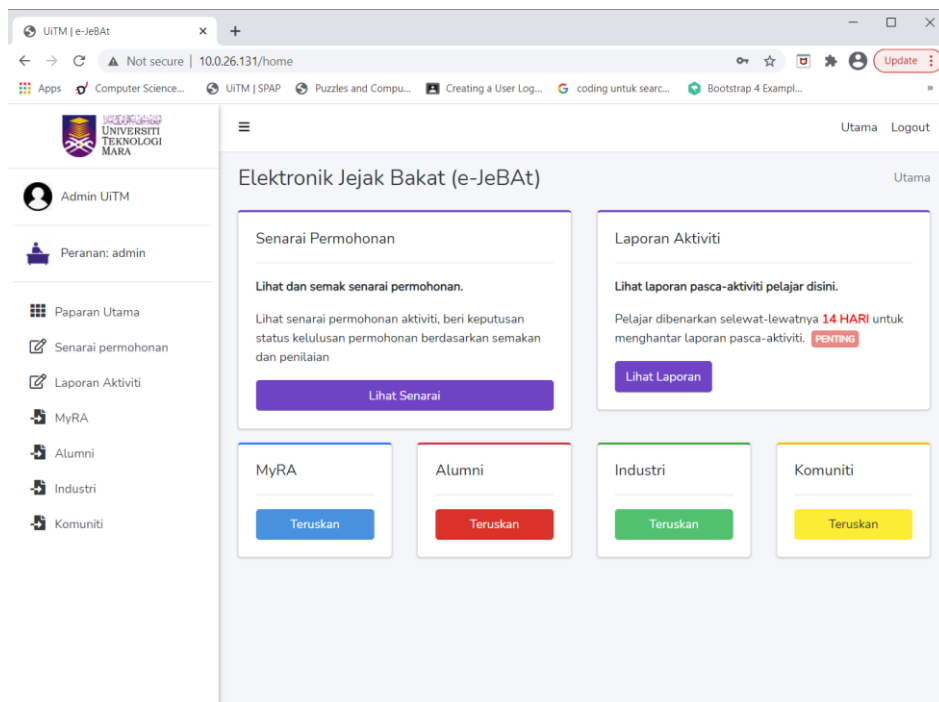 UiTM | e-JeBAt
Not secure | 10.0.26.131/home
Update
Apps
Computer Science...
UiTM | SPAP
Puzzles and Compu...
Creating a User Log...
coding untuk searc...
Bootstrap 4 Exampl...
»
UNIVERSITI
TEKNOLOGI
MARA
Utama Logout
Admin UiTM
Peranan: admin
Paparan Utama
Senarai permohonan
Laporan Aktiviti
MyRA
Alumni
Industri
Komuniti
Elektronik Jejak Bakat (e-JeBAt)
Utama
Senarai Permohonan
Lihat dan semak senarai permohonan.
Lihat senarai permohonan aktiviti, beri keputusan
status kelulusan permohonan berdasarkan semakan
dan penilaian
Lihat Senarai
Laporan Aktiviti
Lihat laporan pasca-aktiviti pelajar disini.
Pelajar dibenarkan selewat-lewatnya 14 HARI untuk
menghantar laporan pasca-aktiviti. PENTING
Lihat Laporan
MyRA
Teruskan
Alumni
Teruskan
Industri
Teruskan
Komuniti
Teruskan